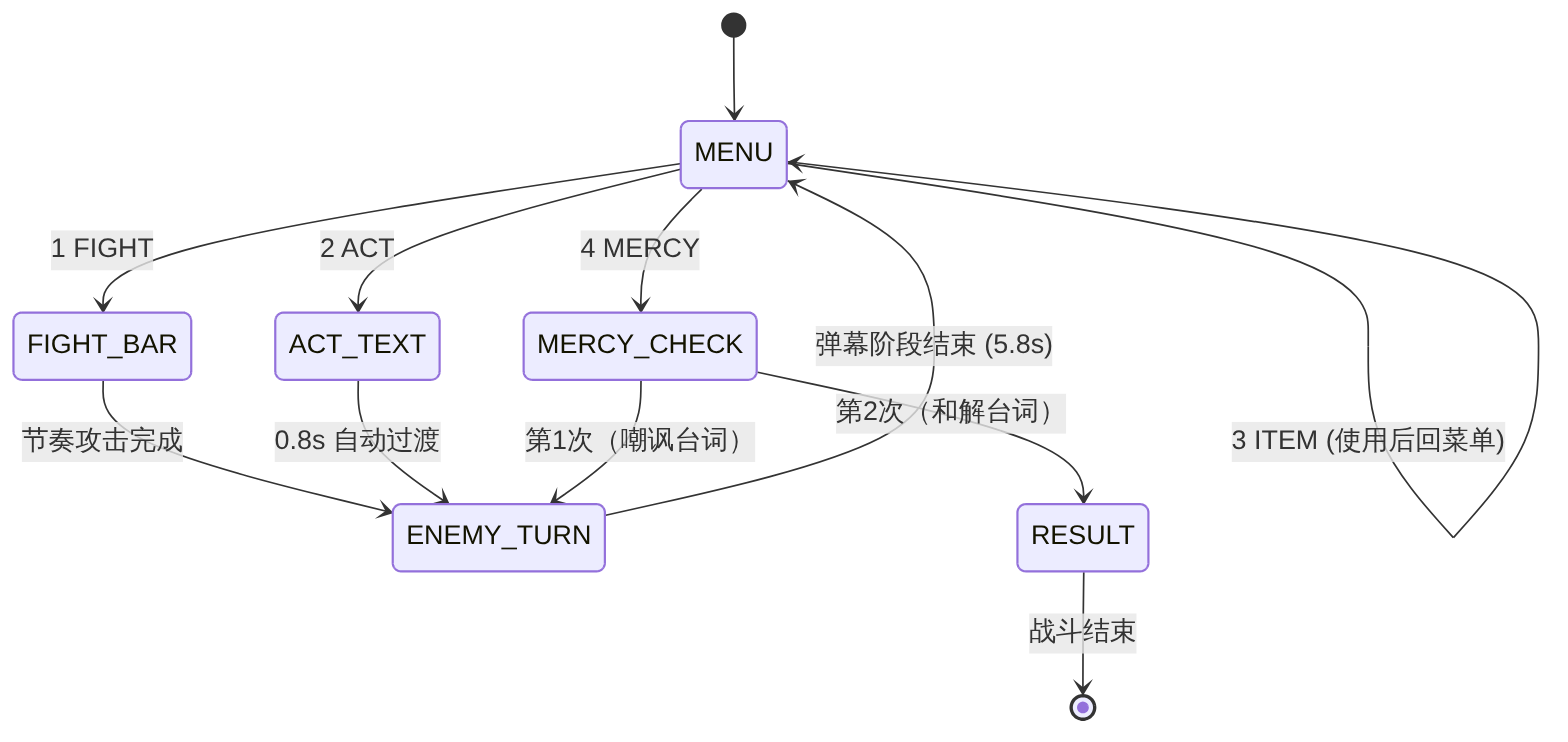 MENU
1 FIGHT
2 ACT
4 MERCY
FIGHT_BAR
ACT_TEXT
MERCY_CHECK
弹幕阶段结束 (5.8s)
第2次（和解台词）
3 ITEM (使用后回菜单)
节奏攻击完成
0.8s 自动过渡
第1次（嘲讽台词）
ENEMY_TURN
RESULT
战斗结束